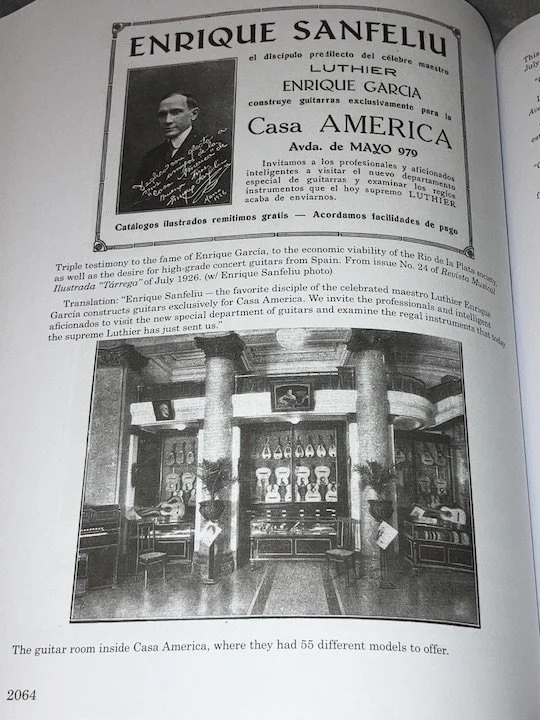 ENRIQUE SANFELIU
el discípulo predilecto del célebre maestro
LUTHIER
ENRIQUE GARCIA
construye guitarras exclusivamente para la
Casa AMERICA
Avda. de MAYO 979
Invitamos a los profesionales y aficionados
inteligentes a visitar el nuevo departamento
especial de guitarras y examinar los regios
instrumentos que el hoy supremo LUTHIER
acaba de enviarnos.
Catálogos ilustrados remitimos gratis — Acordamos facilidades de pago
Triple testimony to the fame of Enrique García, to the economic viability of the Río de la Plata society,
as well as the desire for high-grade concert guitars from Spain. From issue No. 24 of Revista Musical
Ilustrada “Tárrega” of July 1926. (w/ Enrique Sanfeliu photo)
Translation: “Enrique Sanfeliu — the favorite disciple of the celebrated maestro Luthier Enrique
García constructs guitars exclusively for Casa America. We invite the professionals and intelligent
aficionados to visit the new special department of guitars and examine the regal instruments that today
the supreme Luthier has just sent us.”
The guitar room inside Casa America, where they had 55 different models to offer.
2064
This
July